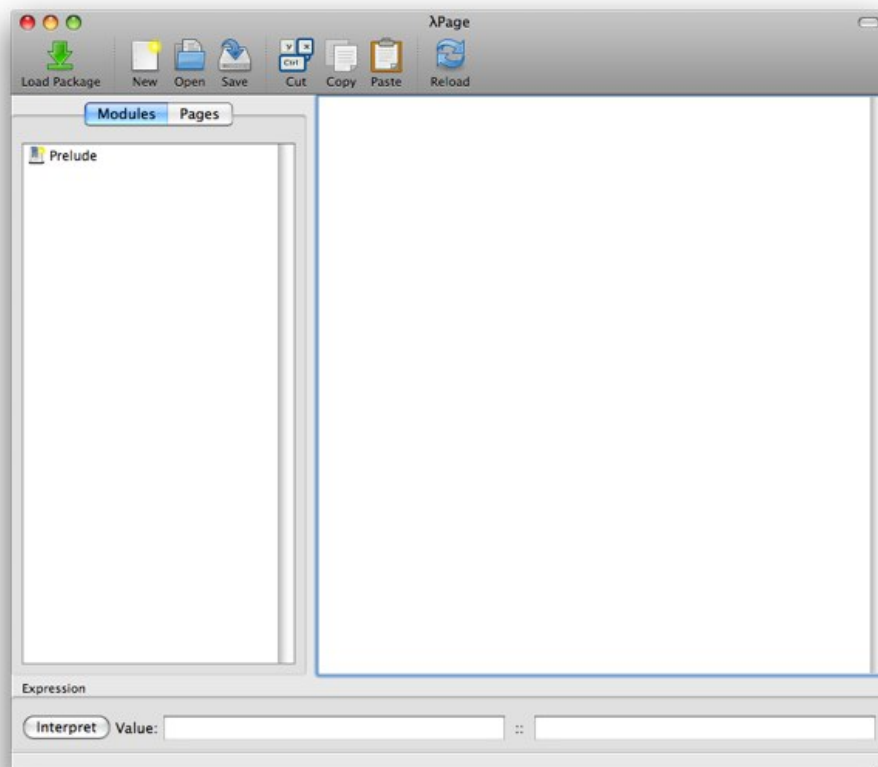 λPage
Load Package New Open Save Cut Copy Paste Reload
Modules Pages
Prelude
Expression
Interpret Value: ::